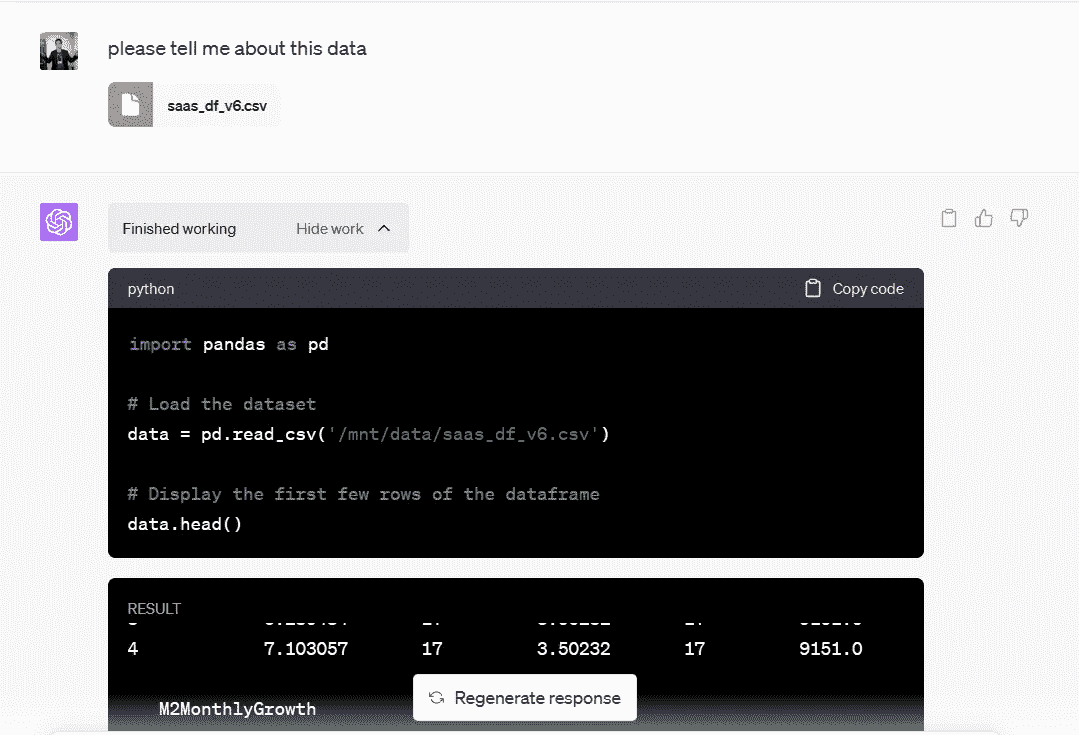 please tell me about this data
saas_df_v6.csv
Finished working Hide work
python Copy code
import pandas as pd
# Load the dataset
data = pd.read_csv('/mnt/data/saas_df_v6.csv')
# Display the first few rows of the dataframe
data.head()
RESULT
4 7.103057 17 3.50232 17 9151.0
Regenerate response
M2MonthlyGrowth